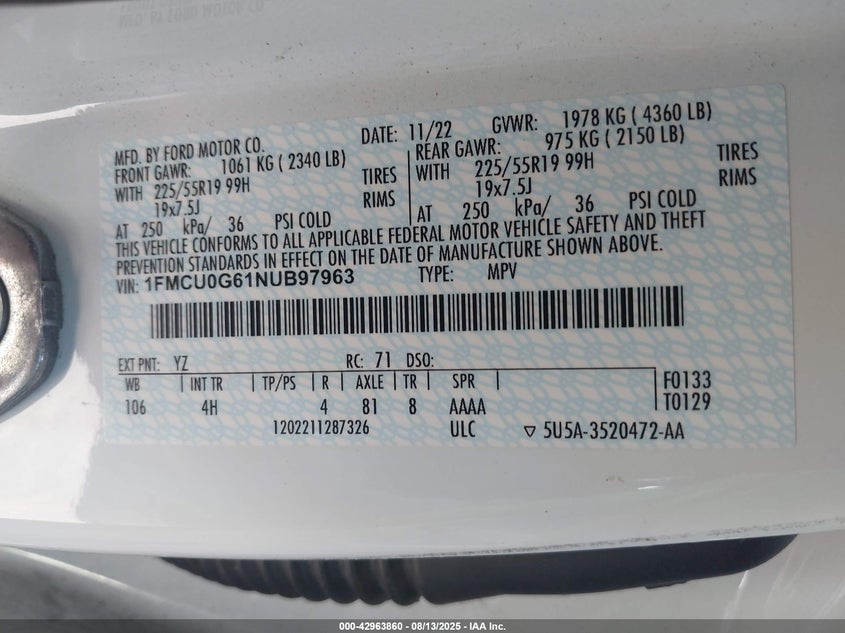 MFD. BY FORD MOTOR CO.
DATE: 11/22 GVWR: 1978 KG ( 4360 LB)
FRONT GAWR: 1061 KG ( 2340 LB)
WITH 225/55R19 99H TIRES
19x7.5J RIMS
AT 250 kPa/ 36 PSI COLD
REAR GAWR: 975 KG ( 2150 LB)
WITH 225/55R19 99H TIRES
19x7.5J RIMS
AT 250 kPa/ 36 PSI COLD
THIS VEHICLE CONFORMS TO ALL APPLICABLE FEDERAL MOTOR VEHICLE SAFETY AND THEFT
PREVENTION STANDARDS IN EFFECT ON THE DATE OF MANUFACTURE SHOWN ABOVE.
VIN: 1FMCU0G61NUB97963 TYPE: MPV
EXT PNT: YZ RC: 71 DSO:
WB INT TR TP/PS R AXLE TR SPR F0133
106 4H 4 81 8 AAAA T0129
1202211287326 ULC ▽ 5U5A-3520472-AA
000-42963860 - 08/13/2025 - IAA Inc.